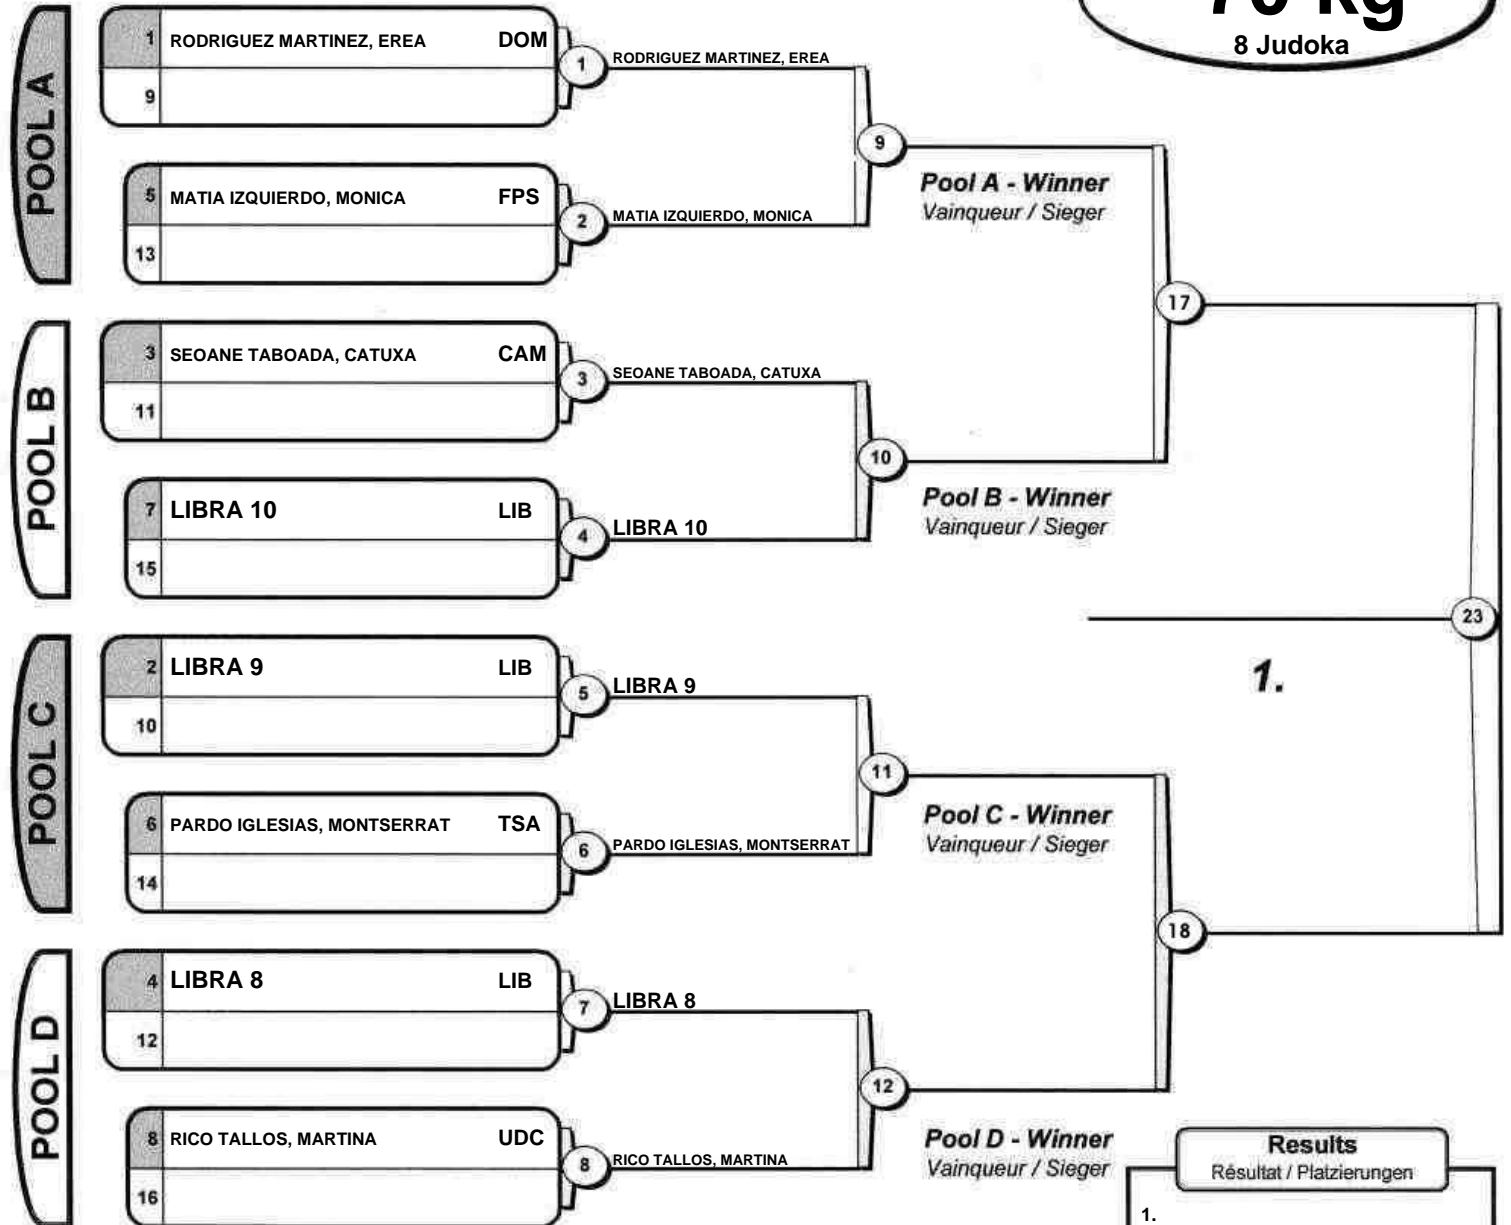 70 kg
8 Judoka
POOL A
1 RODRIGUEZ MARTINEZ, EREA DOM
9
1 RODRIGUEZ MARTINEZ, EREA
5 MATIA IZQUIERDO, MONICA FPS
13
2 MATIA IZQUIERDO, MONICA
9
Pool A - Winner
Vainqueur / Sieger
POOL B
3 SEOANE TABOADA, CATUXA CAM
11
3 SEOANE TABOADA, CATUXA
7 LIBRA 10 LIB
15
4 LIBRA 10
10
Pool B - Winner
Vainqueur / Sieger
17
POOL C
2 LIBRA 9 LIB
10
5 LIBRA 9
6 PARDO IGLESIAS, MONTSERRAT TSA
14
6 PARDO IGLESIAS, MONTSERRAT
11
Pool C - Winner
Vainqueur / Sieger
POOL D
4 LIBRA 8 LIB
12
7 LIBRA 8
8 RICO TALLOS, MARTINA UDC
16
8 RICO TALLOS, MARTINA
12
Pool D - Winner
Vainqueur / Sieger
18
23
1.
Results
Résultat / Platzierungen
1.